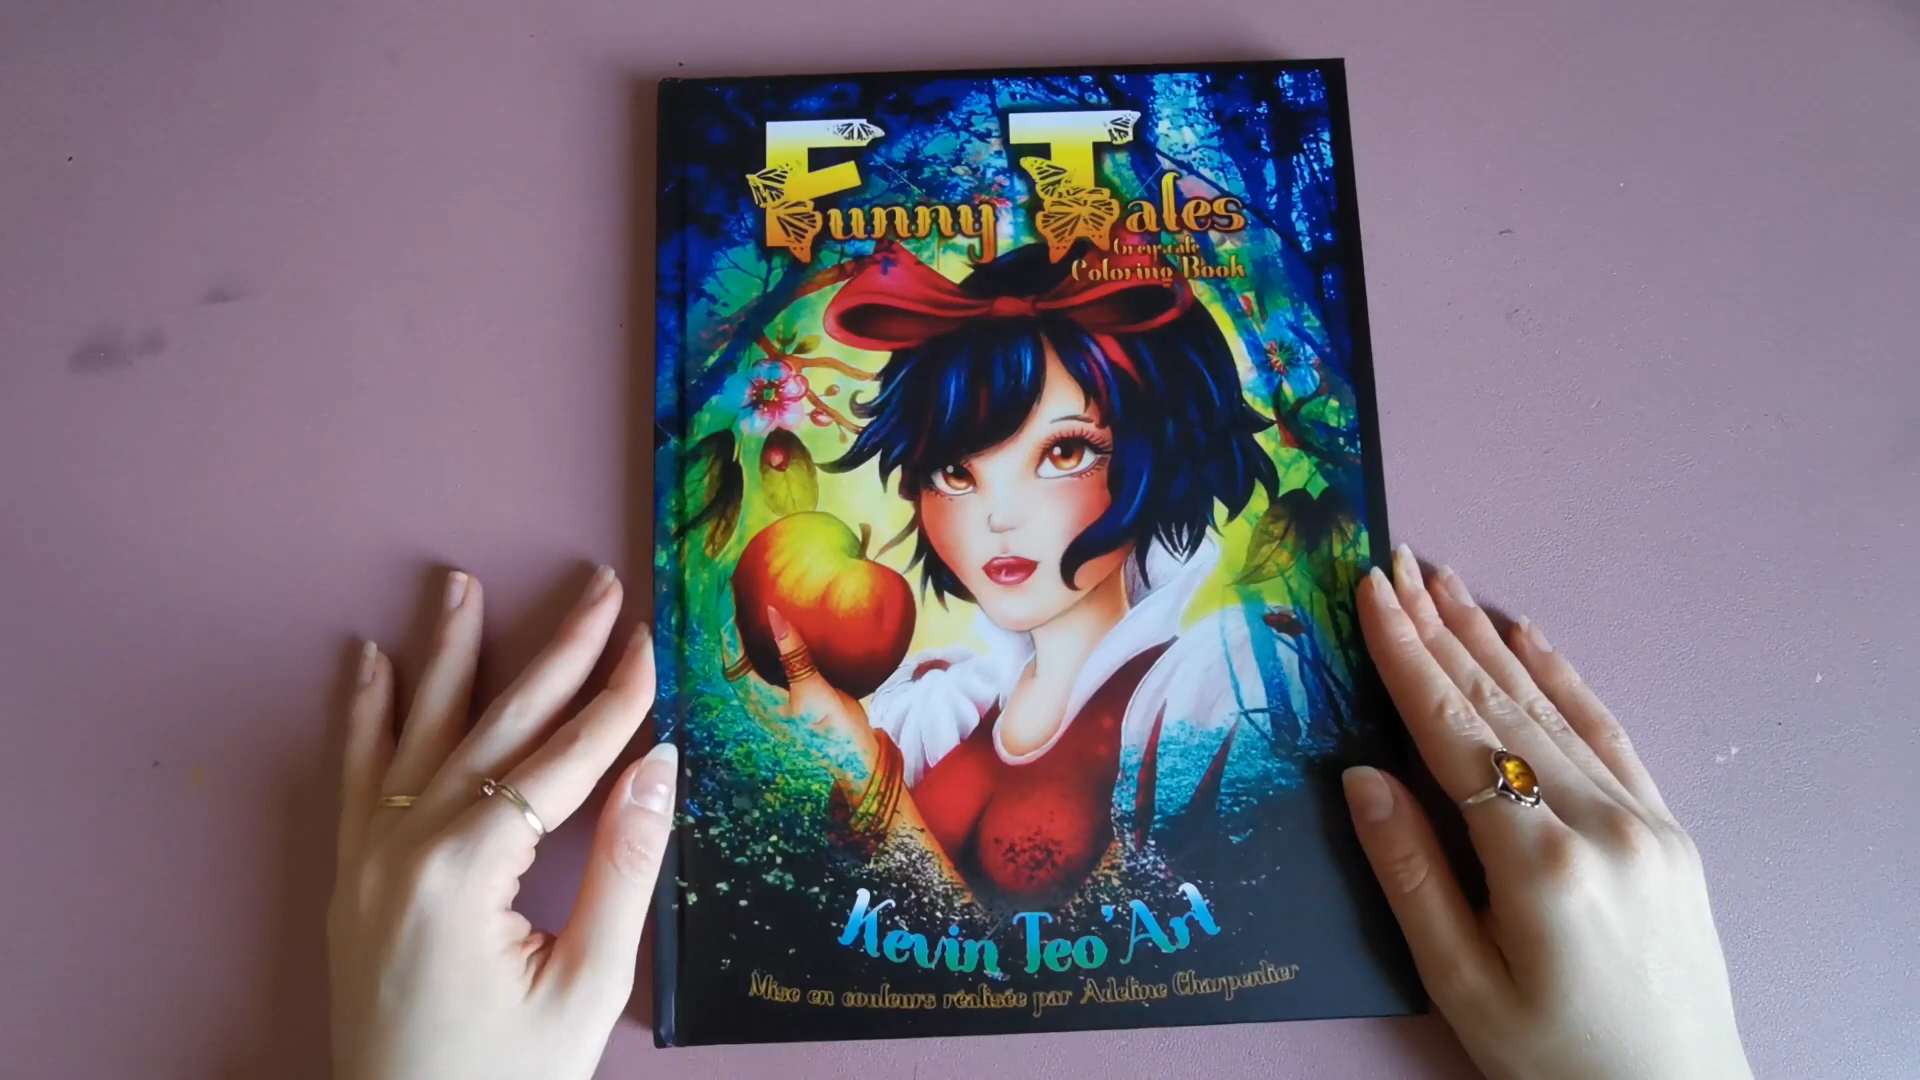 Funny Tales
Greyscale
Coloring Book
Kevin Teo'Art
Mise en couleurs réalisée par Adeline Charpentier